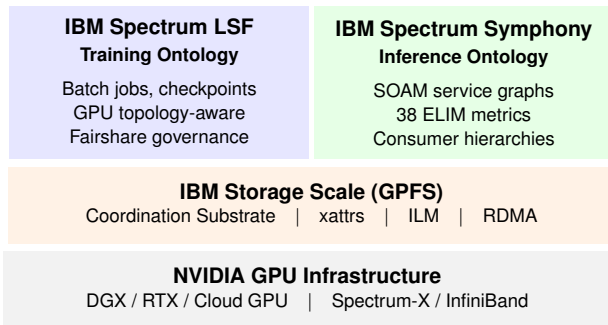 IBM Spectrum LSF
Training Ontology
Batch jobs, checkpoints
GPU topology-aware
Fairshare governance
IBM Spectrum Symphony
Inference Ontology
SOAM service graphs
38 ELIM metrics
Consumer hierarchies
IBM Storage Scale (GPFS)
Coordination Substrate | xattrs | ILM | RDMA
NVIDIA GPU Infrastructure
DGX / RTX / Cloud GPU | Spectrum-X / InfiniBand